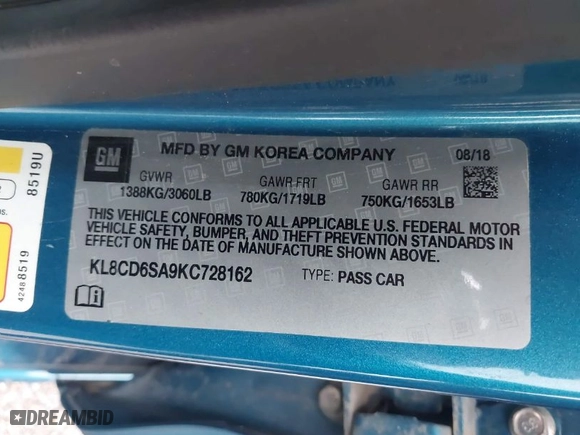 GM
MFD BY GM KOREA COMPANY 08/18
GVWR GAWR FRT GAWR RR
1388KG/3060LB 780KG/1719LB 750KG/1653LB
THIS VEHICLE CONFORMS TO ALL APPLICABLE U.S. FEDERAL MOTOR
VEHICLE SAFETY, BUMPER, AND THEFT PREVENTION STANDARDS IN
EFFECT ON THE DATE OF MANUFACTURE SHOWN ABOVE.
KL8CD6SA9KC728162 TYPE: PASS CAR
8519U
4248 8519
DREAMBID